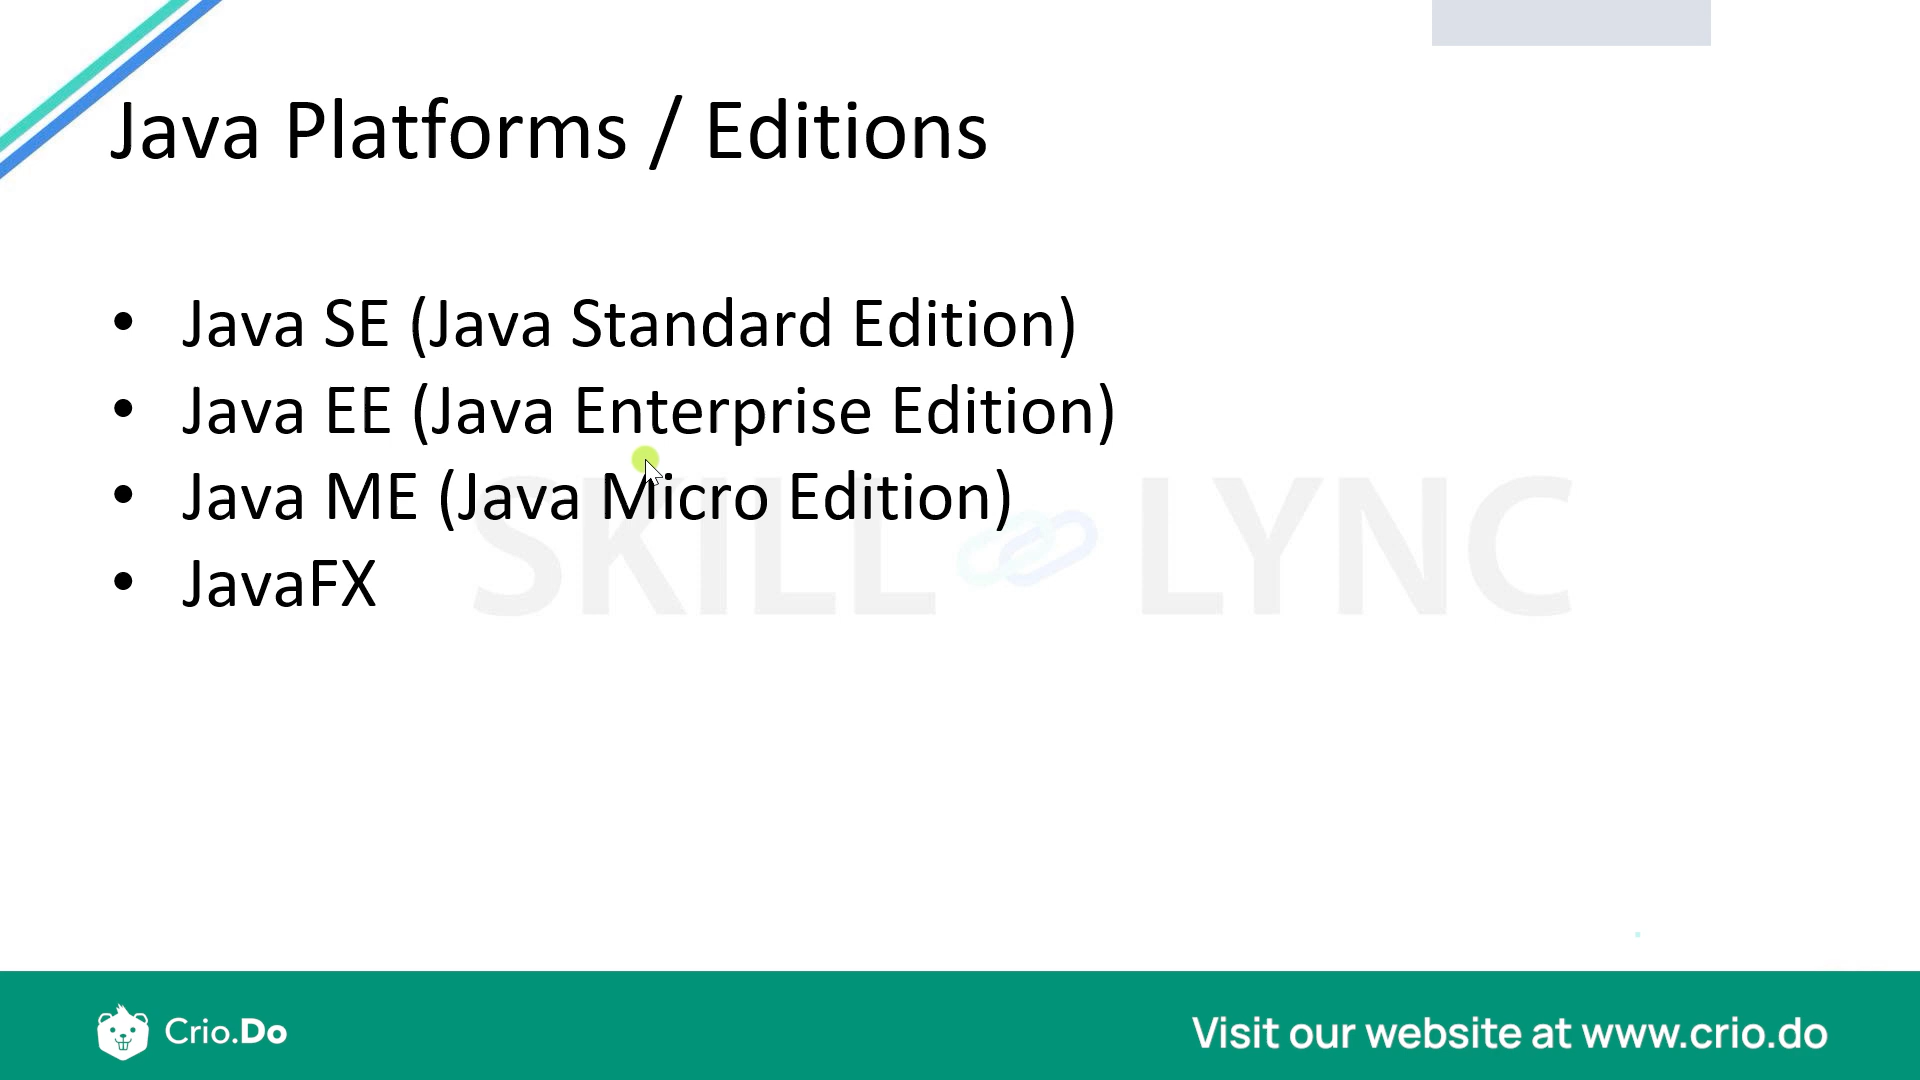 Java Platforms / Editions
• Java SE (Java Standard Edition)
• Java EE (Java Enterprise Edition)
• Java ME (Java Micro Edition)
• JavaFX
SKILL LYNC
Crio.Do
Visit our website at www.crio.do